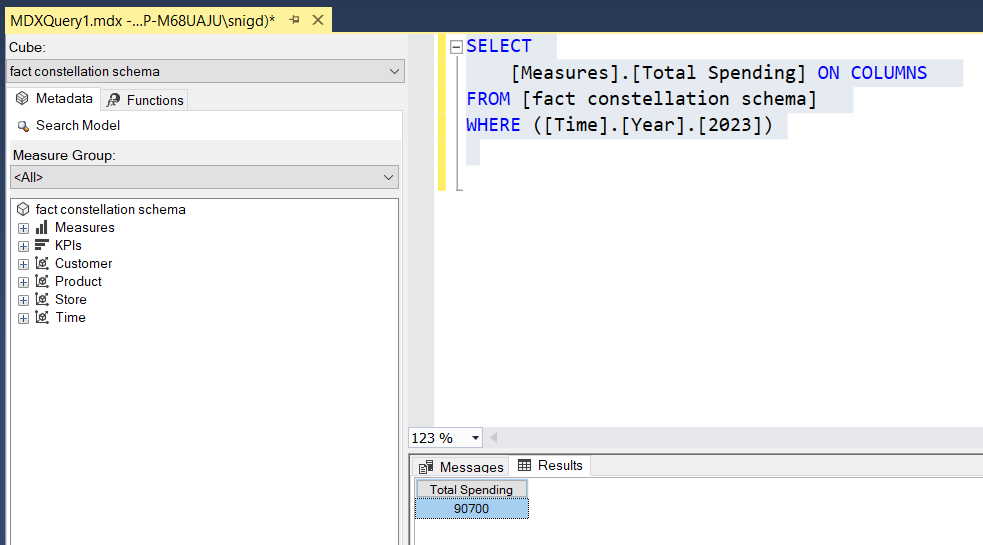 MDXQuery1.mdx -...P-M68UAJU\snigd)*
Cube:
fact constellation schema
Metadata Functions
Search Model
Measure Group:
<All>
fact constellation schema
Measures
KPIs
Customer
Product
Store
Time
SELECT
[Measures].[Total Spending] ON COLUMNS
FROM [fact constellation schema]
WHERE ([Time].[Year].[2023])
123 %
Messages Results
Total Spending
90700